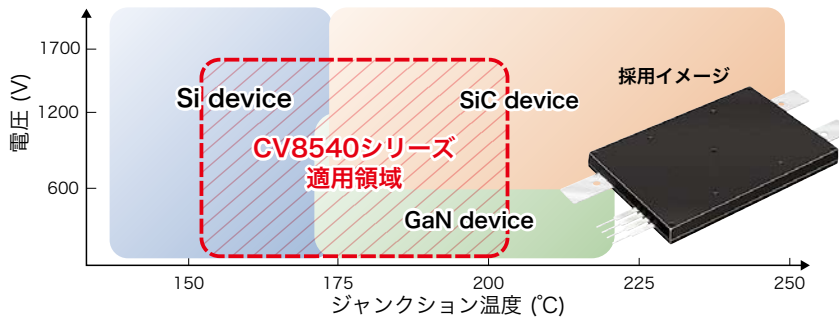 電圧 (V)
1700
1200
600
Si device
SiC device
採用イメージ
CV8540シリーズ
適用領域
GaN device
150
175
200
225
250
ジャンクション温度 (℃)